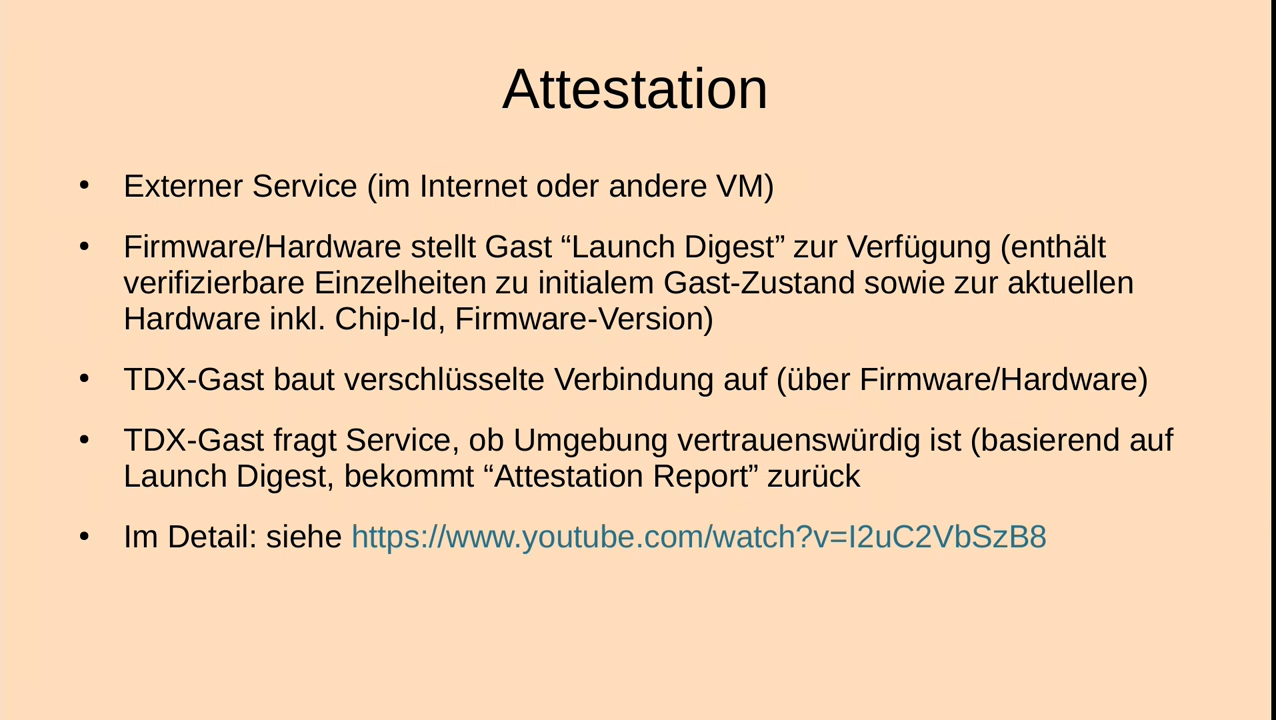 Attestation
• Externer Service (im Internet oder andere VM)
• Firmware/Hardware stellt Gast “Launch Digest” zur Verfügung (enthält
verifizierbare Einzelheiten zu initialem Gast-Zustand sowie zur aktuellen
Hardware inkl. Chip-Id, Firmware-Version)
• TDX-Gast baut verschlüsselte Verbindung auf (über Firmware/Hardware)
• TDX-Gast fragt Service, ob Umgebung vertrauenswürdig ist (basierend auf
Launch Digest, bekommt “Attestation Report” zurück
• Im Detail: siehe https://www.youtube.com/watch?v=I2uC2VbSzB8